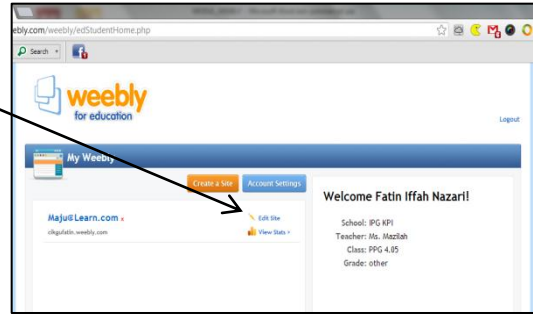 ebly.com/weebly/edStudentHome.php
Search
weebly
for education
Logout
My Weebly
Create a Site
Account Settings
Maju@Learn.com x
cikgufatin.weebly.com
Edit Site
View Stats >
Welcome Fatin Iffah Nazari!
School: IPG KPI
Teacher: Ms. Mazilah
Class: PPG 4.05
Grade: other